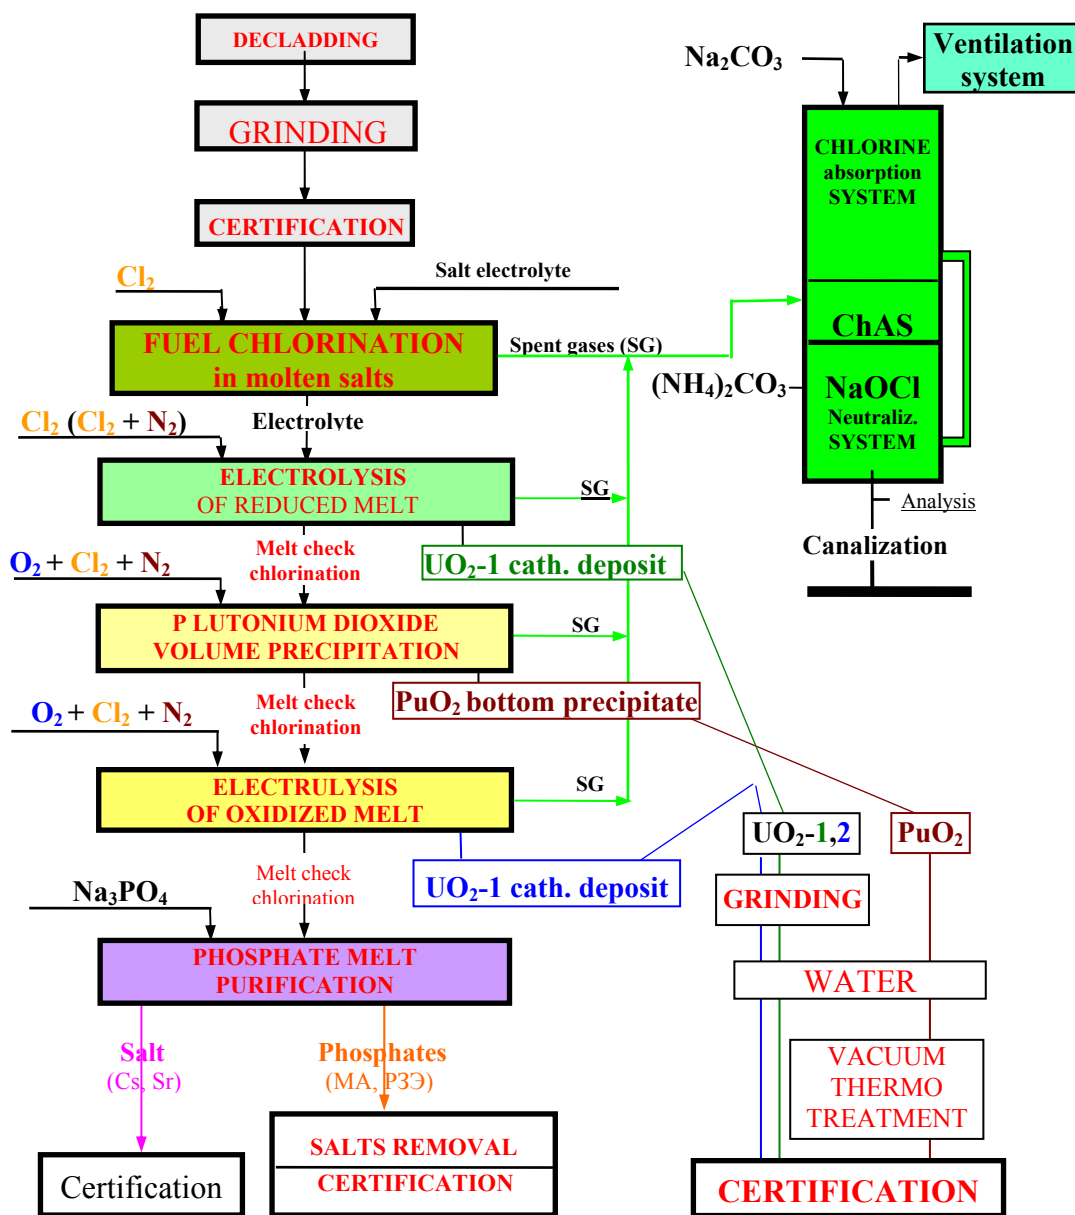 DECLADDING
GRINDING
CERTIFICATION
Cl₂
Salt electrolyte
FUEL CHLORINATION
in molten salts
Spent gases (SG)
Cl₂ (Cl₂ + N₂)
Electrolyte
ELECTROLYSIS
OF REDUCED MELT
SG
Melt check
chlorination
UO₂-1 cath. deposit
O₂ + Cl₂ + N₂
P LUTONIUM DIOXIDE
VOLUME PRECIPITATION
SG
Melt check
chlorination
PuO₂ bottom precipitate
O₂ + Cl₂ + N₂
ELECTRULYSIS
OF OXIDIZED MELT
SG
Melt check
chlorination
UO₂-1 cath. deposit
Na₃PO₄
PHOSPHATE MELT
PURIFICATION
Salt
(Cs, Sr)
Phosphates
(MA, РЗЭ)
Certification
SALTS REMOVAL
CERTIFICATION
Na₂CO₃
Ventilation
system
CHLORINE
absorption
SYSTEM
ChAS
(NH₄)₂CO₃
NaOCl
Neutraliz.
SYSTEM
Analysis
Canalization
UO₂-1,2
PuO₂
GRINDING
WATER
VACUUM
THERMO
TREATMENT
CERTIFICATION